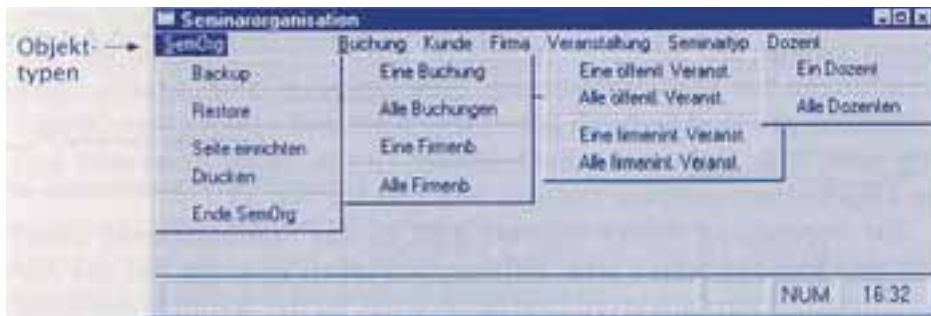 Seminarorganisation
Objekt-
typen
SemOrg Buchung Kunde Firma Veranstaltung Seminartyp Dozent
Backup
Restore
Seite einrichten
Drucken
Ende SemOrg
Eine Buchung
Alle Buchungen
Eine Firmenb.
Alle Firmenb.
Eine öffentl. Veranst.
Alle öffentl. Veranst.
Eine firmenint. Veranst.
Alle firmenint. Veranst.
Ein Dozent
Alle Dozenten
NUM 16:32